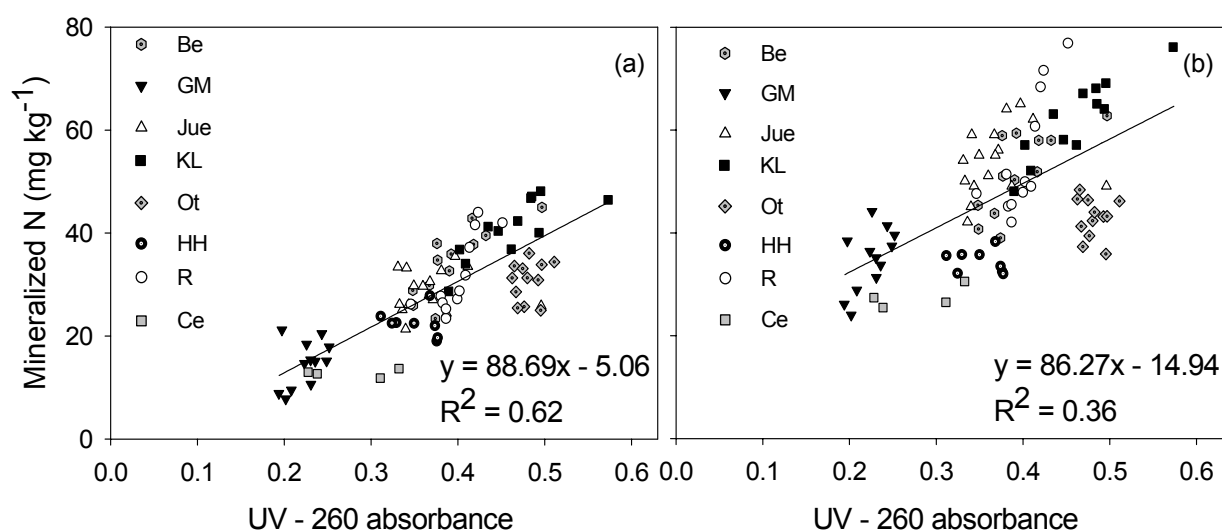 Mineralized N (mg kg⁻¹)
80
60
40
20
0
Be
GM
Jue
KL
Ot
HH
R
Ce
(a)
y = 88.69x - 5.06
R² = 0.62
0.0 0.1 0.2 0.3 0.4 0.5 0.6
UV - 260 absorbance
Be
GM
Jue
KL
Ot
HH
R
Ce
(b)
y = 86.27x - 14.94
R² = 0.36
0.0 0.1 0.2 0.3 0.4 0.5 0.6
UV - 260 absorbance